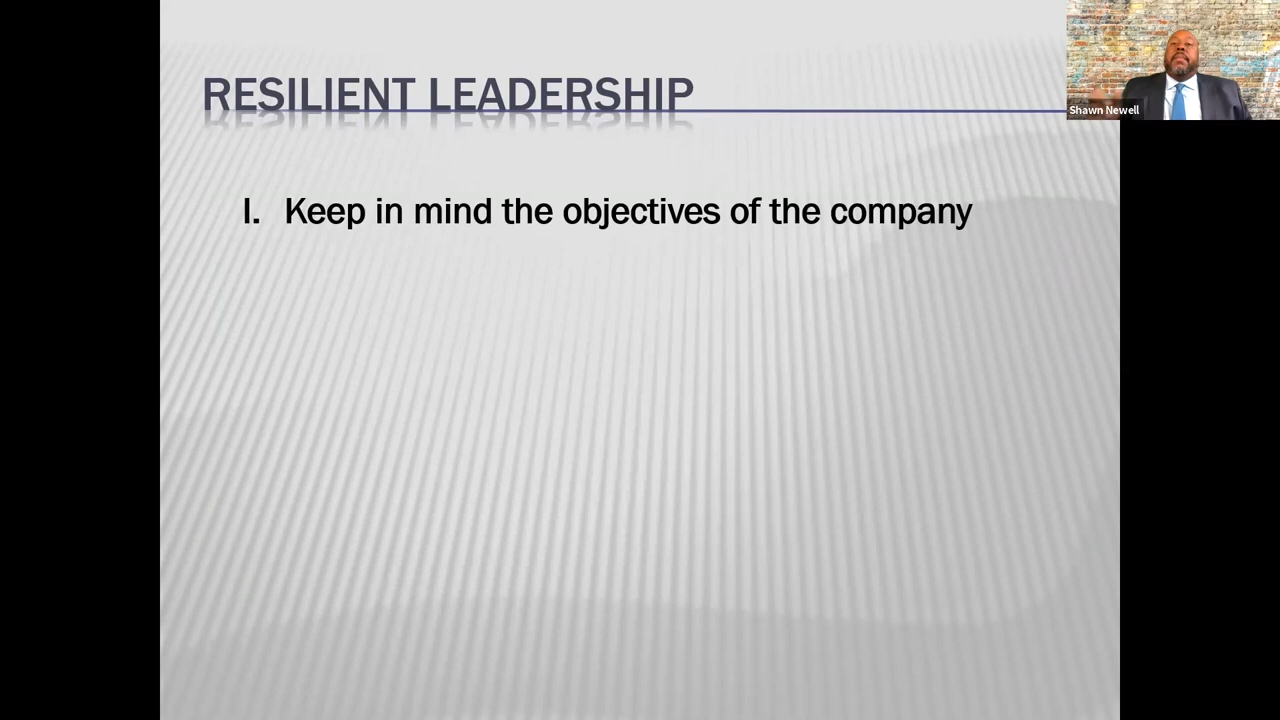 RESILIENT LEADERSHIP
Shawn Newell
I. Keep in mind the objectives of the company